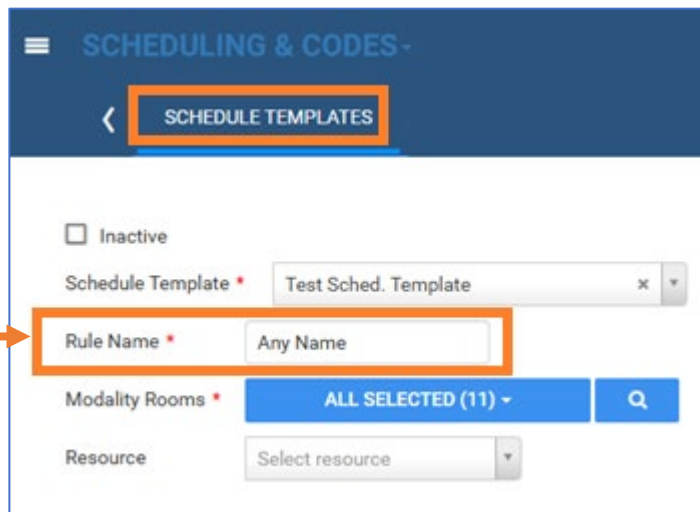 SCHEDULING & CODES
SCHEDULE TEMPLATES
Inactive
Schedule Template * Test Sched. Template ×
Rule Name * Any Name
Modality Rooms * ALL SELECTED (11)
Resource Select resource